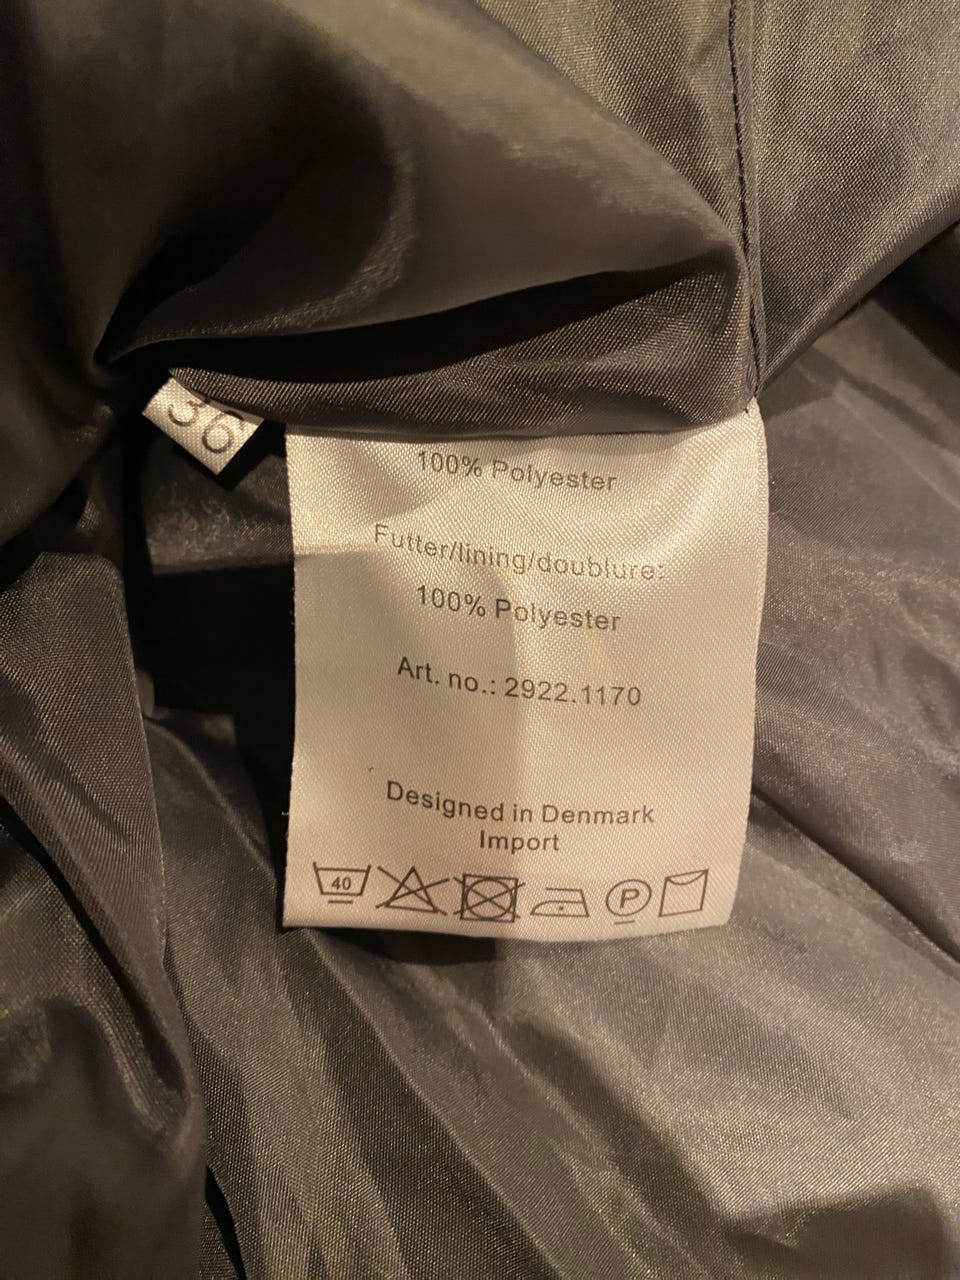 36
100% Polyester
Futter/lining/doublure:
100% Polyester
Art. no.: 2922.1170
Designed in Denmark
Import
40
P